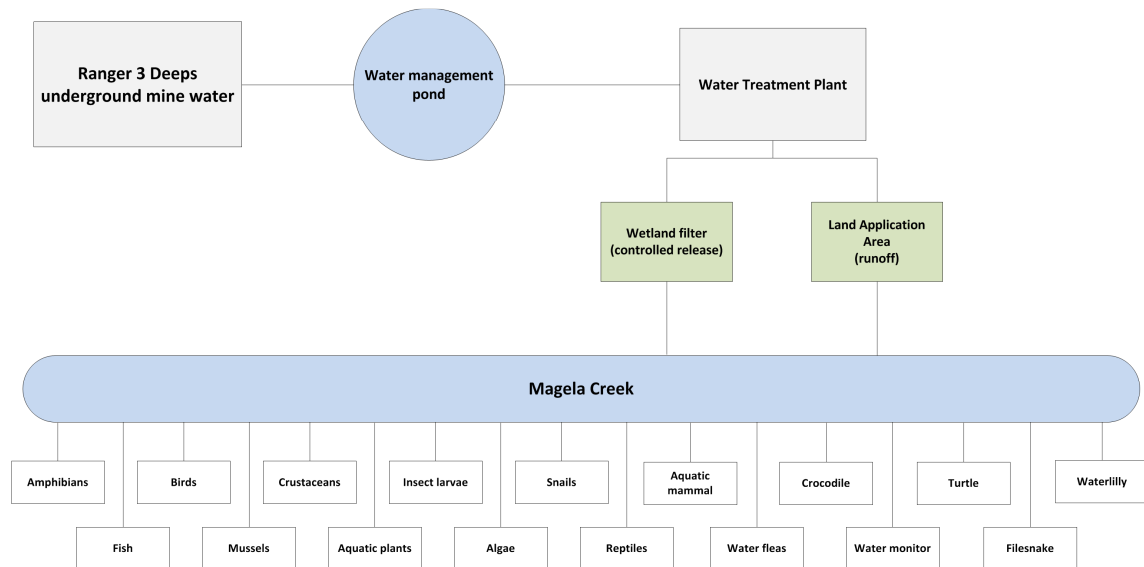 Ranger 3 Deeps
underground mine water
Water management
pond
Water Treatment Plant
Wetland filter
(controlled release)
Land Application
Area
(runoff)
Magela Creek
Amphibians
Birds
Crustaceans
Insect larvae
Snails
Aquatic
mammal
Crocodile
Turtle
Waterlilly
Fish
Mussels
Aquatic plants
Algae
Reptiles
Water fleas
Water monitor
Filesnake